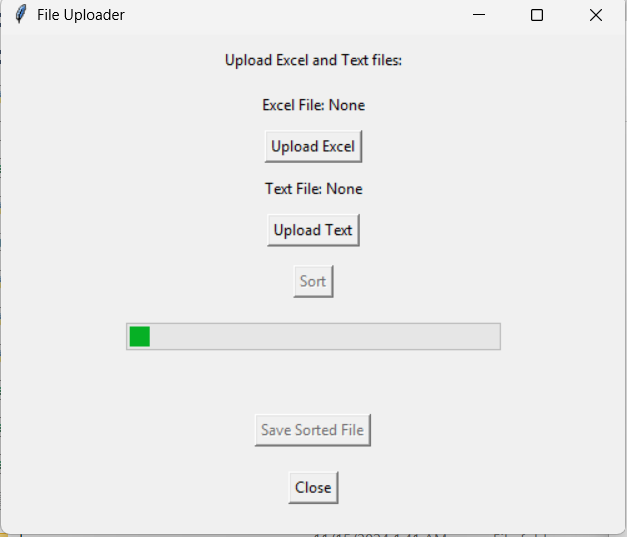 File Uploader
Upload Excel and Text files:
Excel File: None
Upload Excel
Text File: None
Upload Text
Sort
Save Sorted File
Close